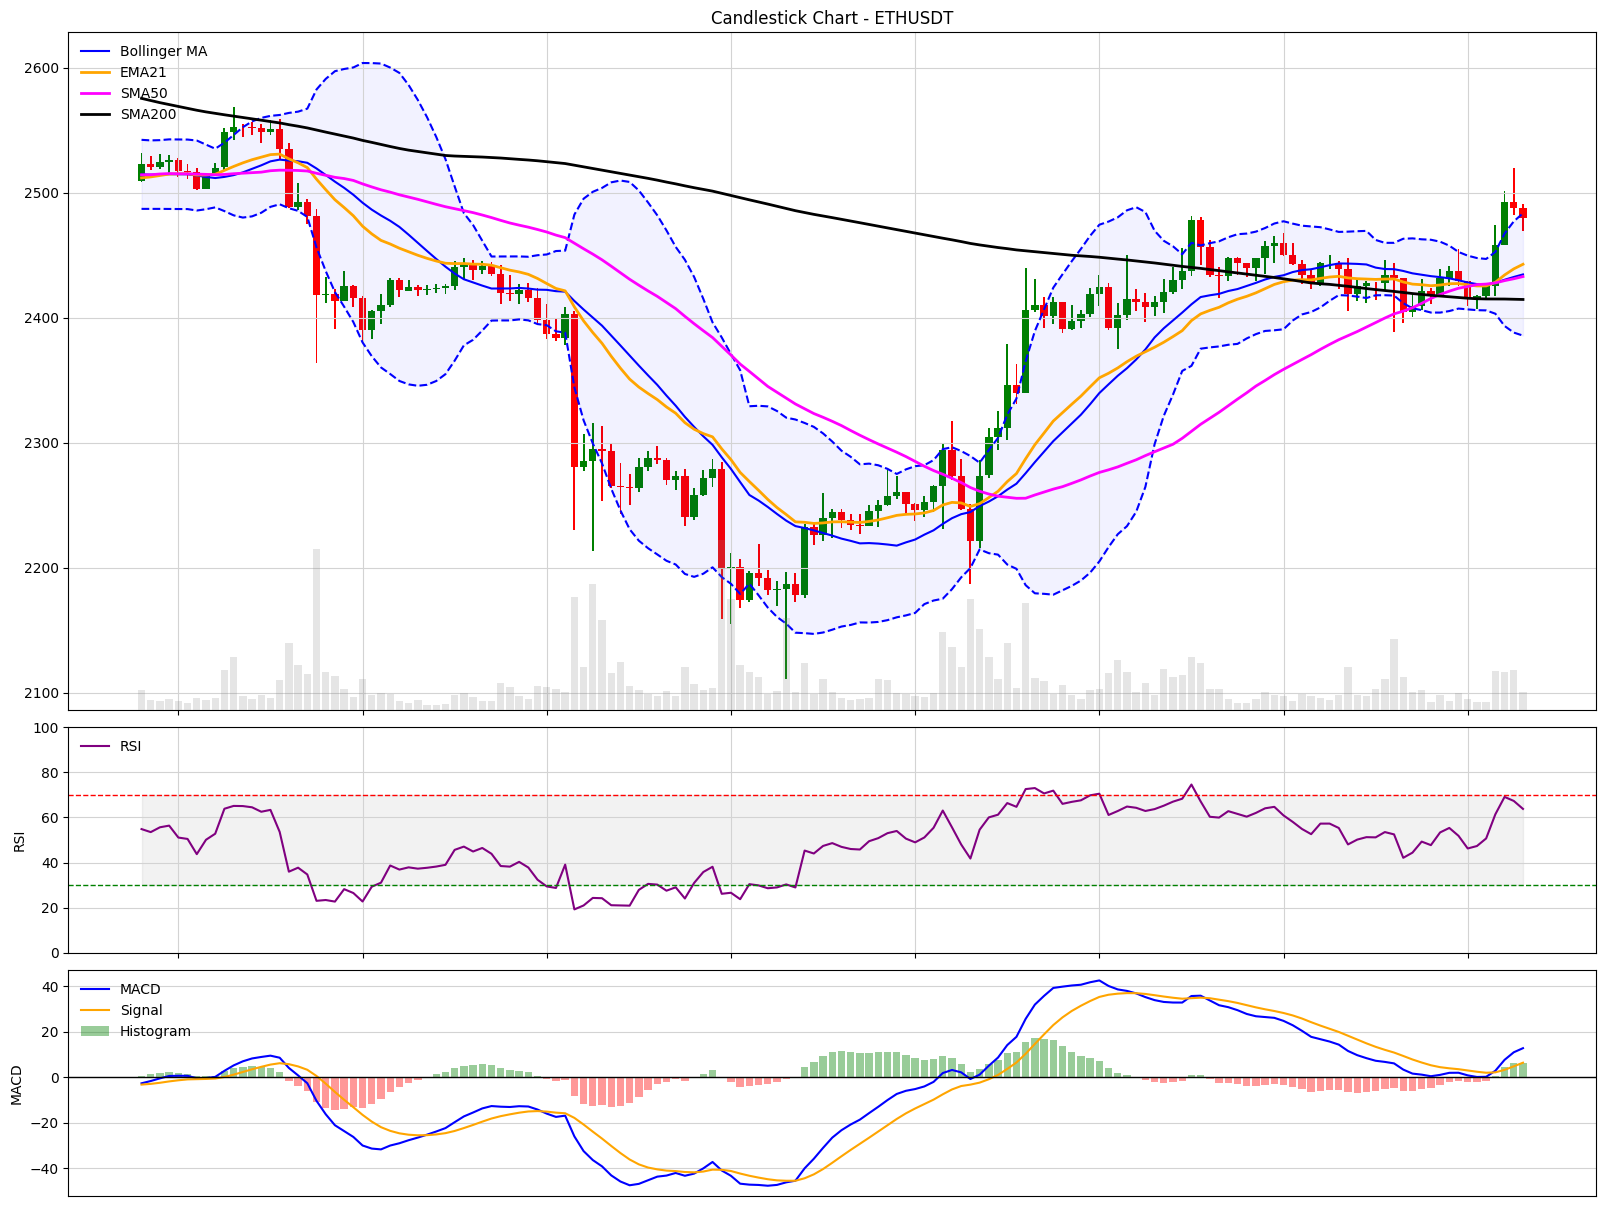 Candlestick Chart - ETHUSDT
Bollinger MA
EMA21
SMA50
SMA200
2600
2500
2400
2300
2200
2100
RSI
100
80
60
40
20
0
RSI
MACD
Signal
Histogram
40
20
0
−20
−40
MACD